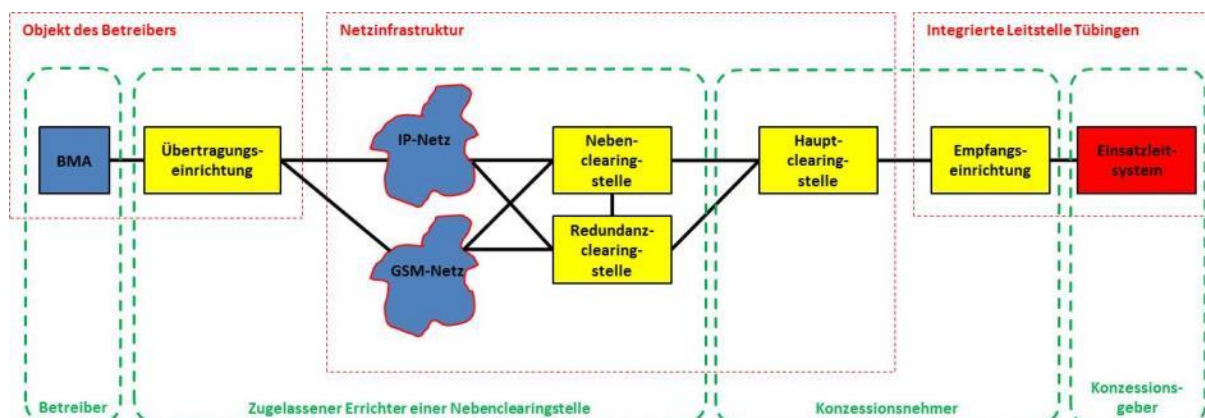 Objekt des Betreibers
Netzinfrastruktur
Integrierte Leitstelle Tübingen
BMA
Übertragungs-
einrichtung
IP-Netz
GSM-Netz
Neben-
clearing-
stelle
Redundanz-
clearing-
stelle
Haupt-
clearing-
stelle
Empfangs-
einrichtung
Einsatzleit-
system
Betreiber
Zugelassener Errichter einer Nebenclearingstelle
Konzessionsnehmer
Konzessions-
geber